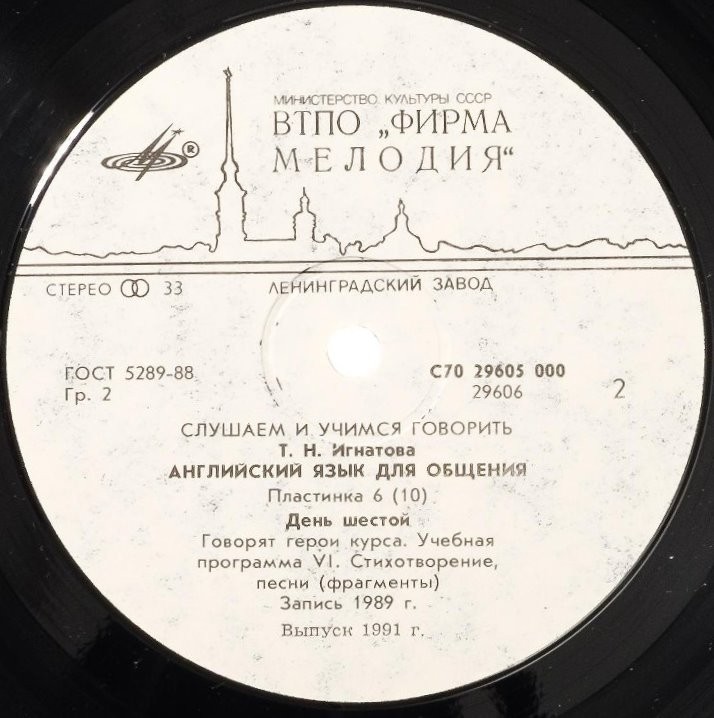 МИНИСТЕРСТВО КУЛЬТУРЫ СССР
ВТПО „ФИРМА
МЕЛОДИЯ“
®
СТЕРЕО 33
ЛЕНИНГРАДСКИЙ ЗАВОД
ГОСТ 5289-88
Гр. 2
С70 29605 000
29606
2
СЛУШАЕМ И УЧИМСЯ ГОВОРИТЬ
Т. Н. Игнатова
АНГЛИЙСКИЙ ЯЗЫК ДЛЯ ОБЩЕНИЯ
Пластинка 6 (10)
День шестой
Говорят герои курса. Учебная
программа VI. Стихотворение,
песни (фрагменты)
Запись 1989 г.
Выпуск 1991 г.